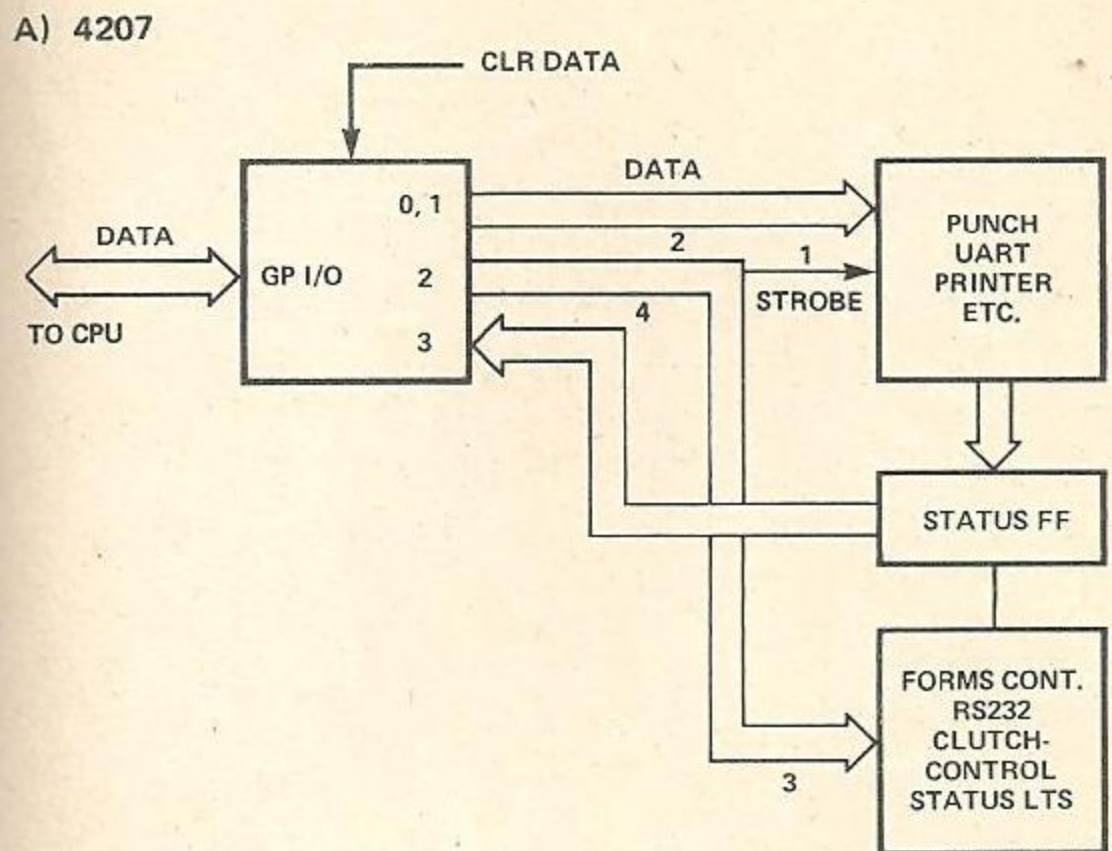 A) 4207
CLR DATA
DATA
TO CPU
GP I/O
0, 1
2
3
DATA
2
1
STROBE
4
PUNCH
UART
PRINTER
ETC.
STATUS FF
FORMS CONT.
RS232
CLUTCH-
CONTROL
STATUS LTS
3